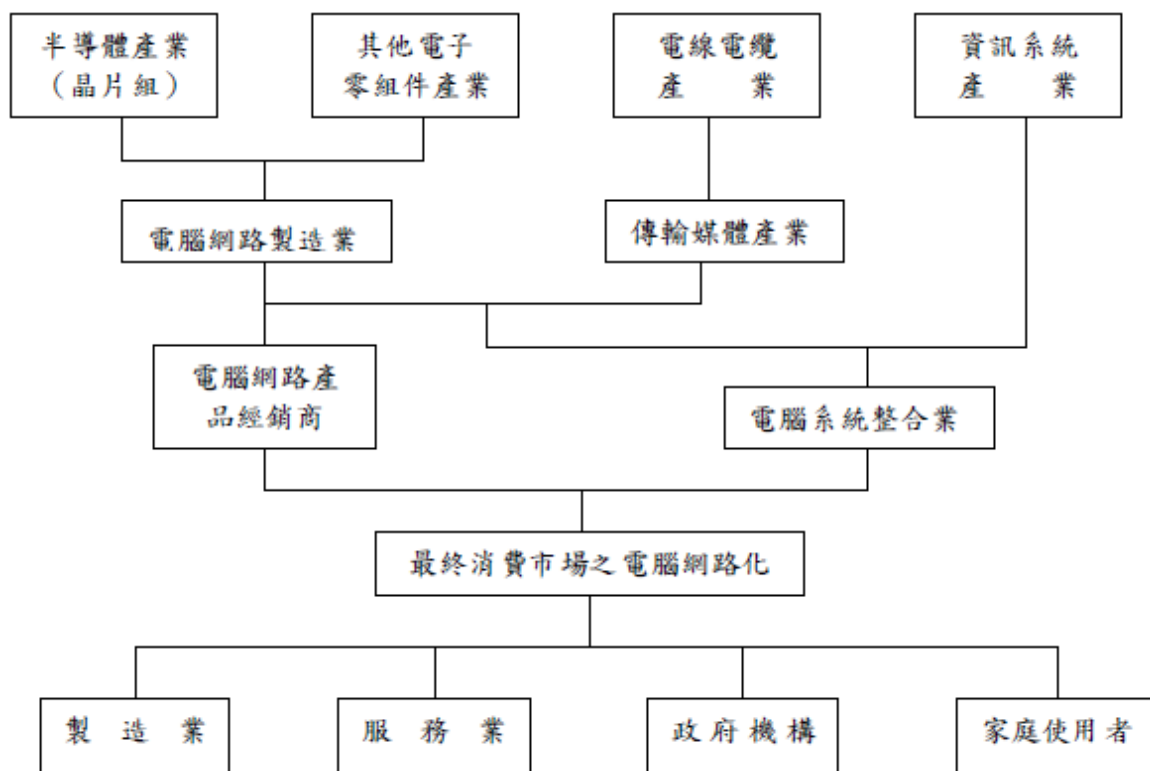 半導體產業
（晶片組）
其他電子
零組件產業
電線電纜
產業
資訊系統
產業
電腦網路製造業
傳輸媒體產業
電腦網路產
品經銷商
電腦系統整合業
最終消費市場之電腦網路化
製造業
服務業
政府機構
家庭使用者